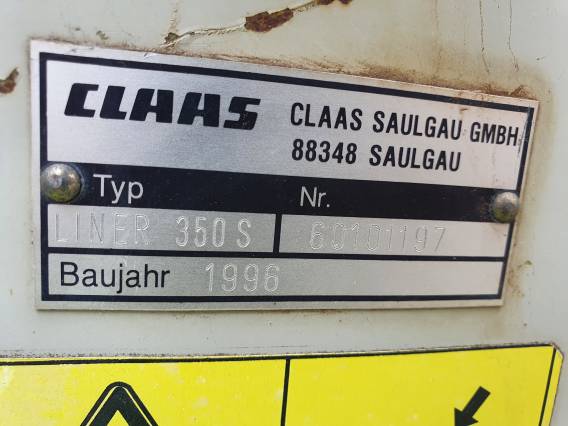 CLAAS
CLAAS SAULGAU GMBH
88348 SAULGAU
Typ Nr.
LINER 350 S 60101197
Baujahr 1996